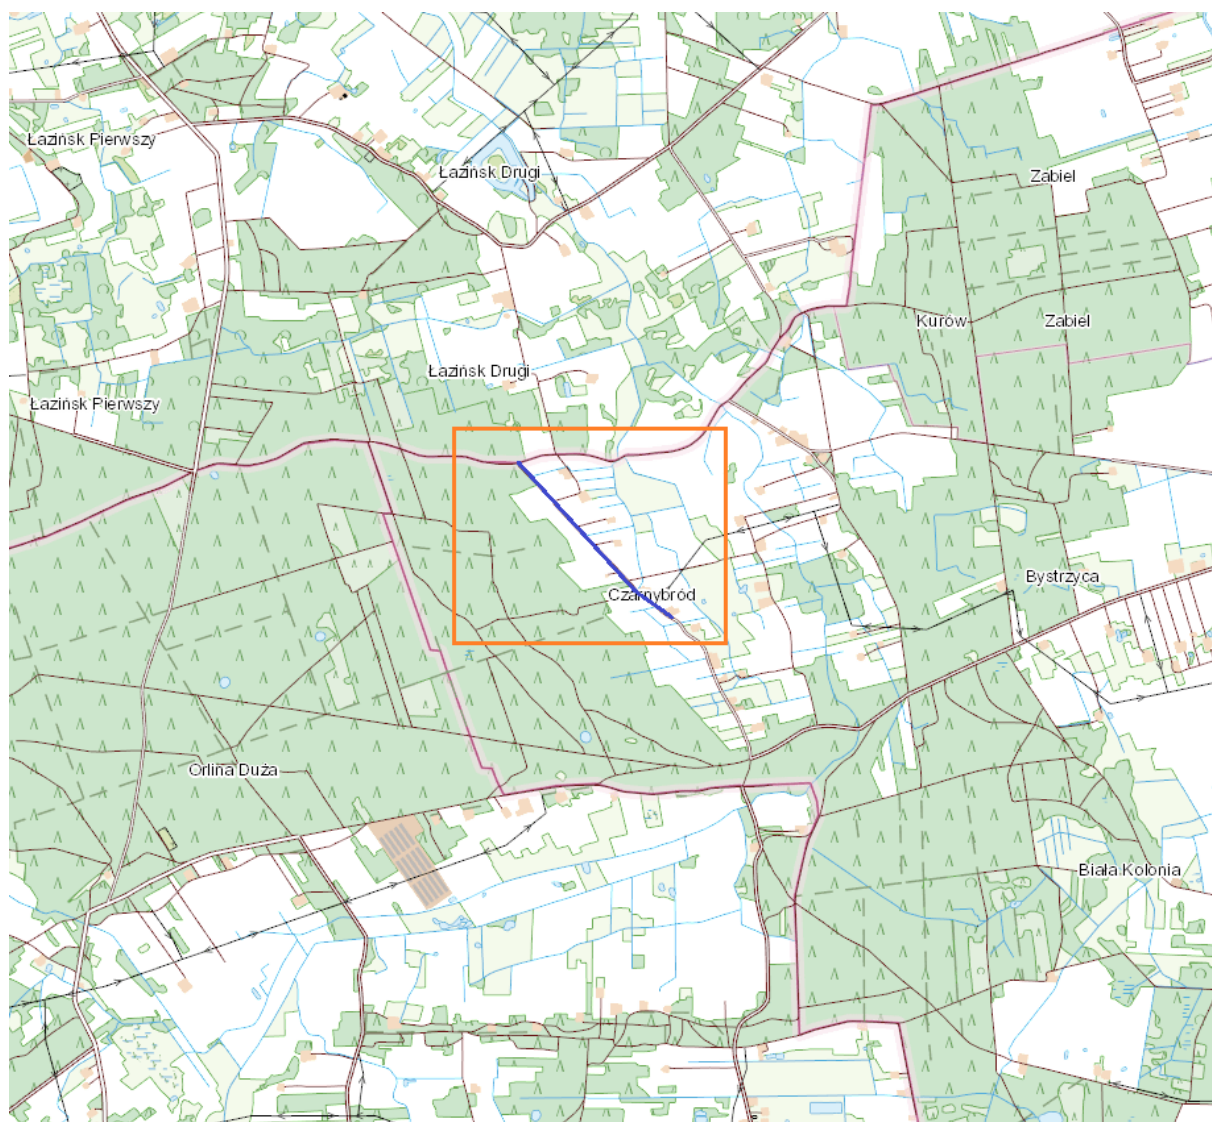 Łazińsk Pierwszy
Łazińsk Drugi
Zabiel
Kurów
Zabiel
Łazińsk Drugi
Łazińsk Pierwszy
Bystrzyca
Czarnybród
Orlina Duża
Biała Kolonia